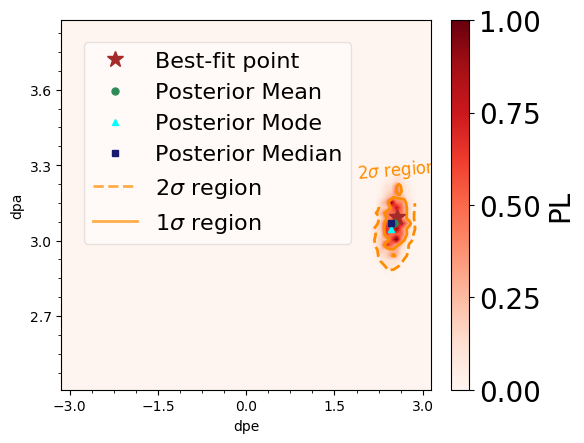 Best-fit point
Posterior Mean
Posterior Mode
Posterior Median
2σ region
1σ region
2σ region
3.6
3.3
3.0
2.7
dpa
−3.0
−1.5
0.0
1.5
3.0
dpe
1.00
0.75
0.50
0.25
0.00
PL